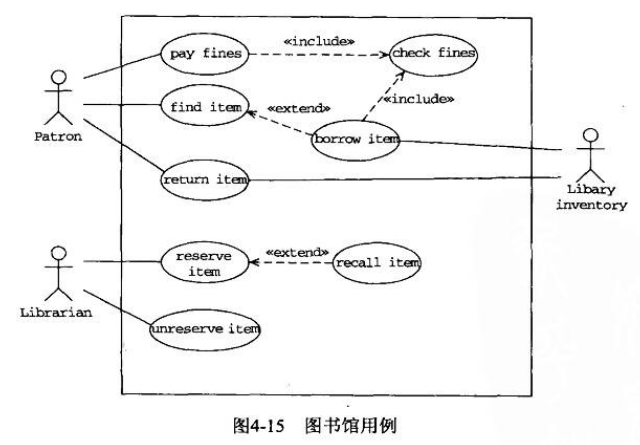 pay fines
«include»
check fines
find item
«extend»
«include»
borrow item
Patron
return item
Libary
inventory
reserve
item
«extend»
recall item
Librarian
unreserve item
图4-15 图书馆用例